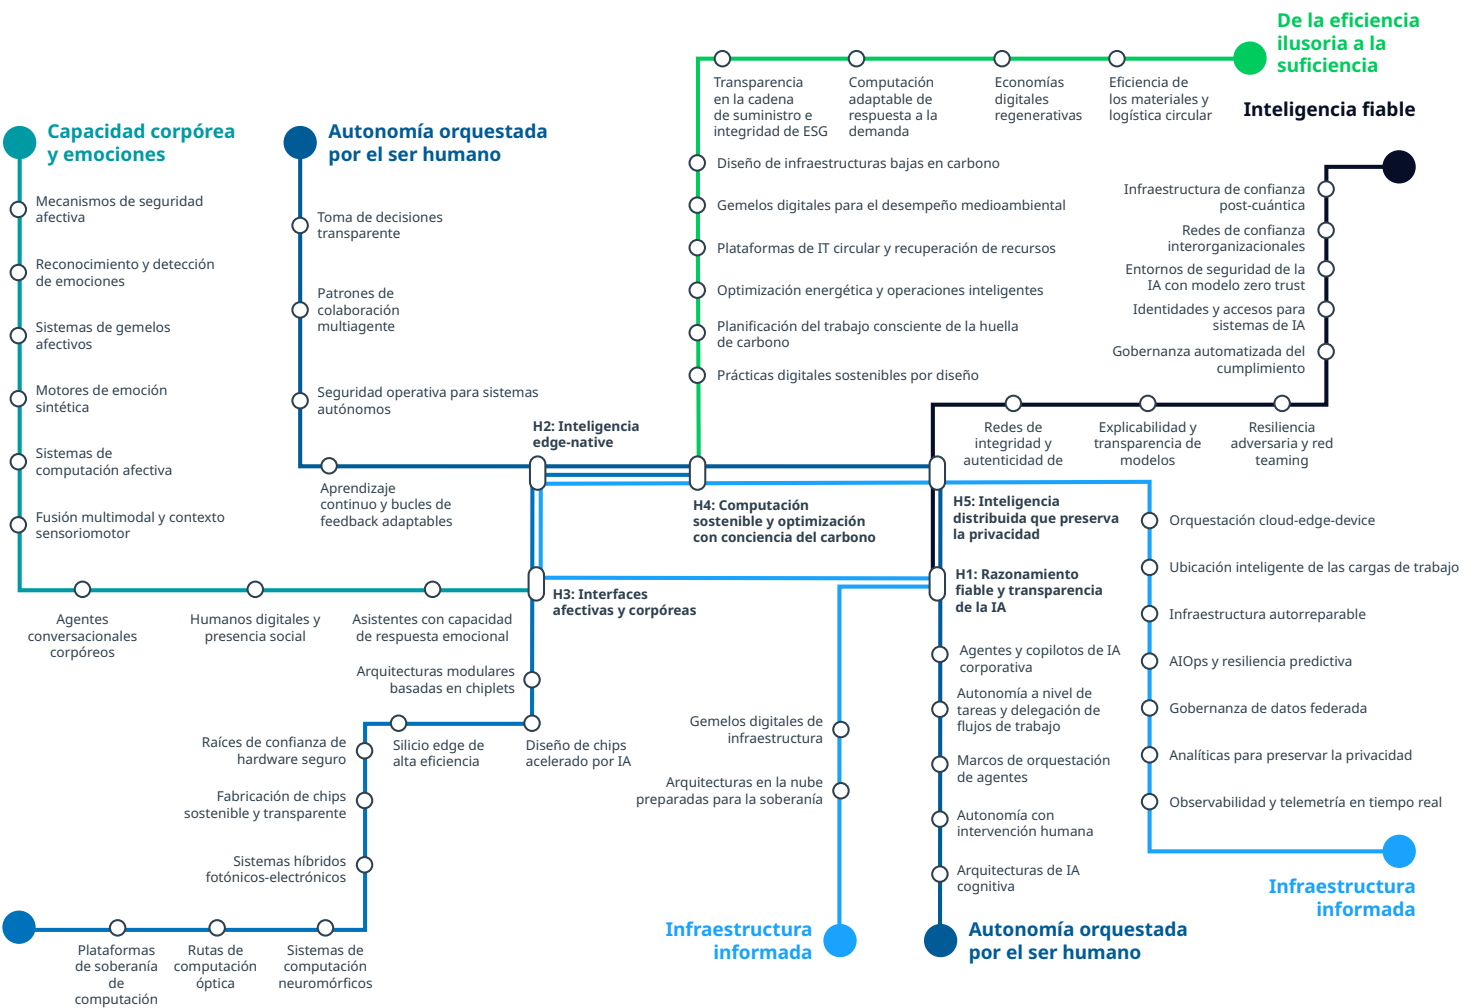 De la eficiencia
ilusoria a la
suficiencia
Transparencia
en la cadena
de suministro e
integridad de ESG
Computación
adaptable de
respuesta a la
demanda
Economías
digitales
regenerativas
Eficiencia de
los materiales y
logística circular
Diseño de infraestructuras bajas en carbono
Gemelos digitales para el desempeño medioambiental
Plataformas de IT circular y recuperación de recursos
Optimización energética y operaciones inteligentes
Planificación del trabajo consciente de la huella
de carbono
Prácticas digitales sostenibles por diseño
Inteligencia fiable
Infraestructura de confianza
post-cuántica
Redes de confianza
interorganizacionales
Entornos de seguridad de la
IA con modelo zero trust
Identidades y accesos para
sistemas de IA
Gobernanza automatizada del
cumplimiento
Redes de
integridad y
autenticidad de
Explicabilidad y
transparencia de
modelos
Resiliencia
adversaria y red
teaming
Capacidad corpórea
y emociones
Mecanismos de seguridad
afectiva
Reconocimiento y detección
de emociones
Sistemas de gemelos
afectivos
Motores de emoción
sintética
Sistemas de
computación afectiva
Fusión multimodal y contexto
sensoriomotor
Agentes
conversacionales
corpóreos
Humanos digitales y
presencia social
Asistentes con capacidad
de respuesta emocional
Autonomía orquestada
por el ser humano
Toma de decisiones
transparente
Patrones de
colaboración
multiagente
Seguridad operativa para sistemas
autónomos
Aprendizaje
continuo y bucles de
feedback adaptables
H2: Inteligencia
edge-native
H4: Computación
sostenible y optimización
con conciencia del carbono
H5: Inteligencia
distribuida que preserva
la privacidad
H3: Interfaces
afectivas y corpóreas
H1: Razonamiento
fiable y transparencia
de la IA
Arquitecturas modulares
basadas en chiplets
Silicio edge de
alta eficiencia
Diseño de chips
acelerado por IA
Raíces de confianza de
hardware seguro
Fabricación de chips
sostenible y transparente
Sistemas híbridos
fotónicos-electrónicos
Plataformas
de soberanía
de
computación
Rutas de
computación
óptica
Sistemas de
computación
neuromórficos
Gemelos digitales de
infraestructura
Arquitecturas en la nube
preparadas para la soberanía
Infraestructura
informada
Agentes y copilotos de IA
corporativa
Autonomía a nivel de
tareas y delegación de
flujos de trabajo
Marcos de orquestación
de agentes
Autonomía con
intervención humana
Arquitecturas de IA
cognitiva
Autonomía orquestada
por el ser humano
Orquestación cloud-edge-device
Ubicación inteligente de las cargas de trabajo
Infraestructura autorreparable
AIOps y resiliencia predictiva
Gobernanza de datos federada
Analíticas para preservar la privacidad
Observabilidad y telemetría en tiempo real
Infraestructura
informada